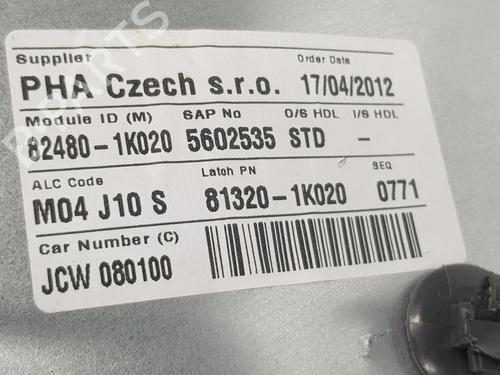 Supplier Order Date
PHA Czech s.r.o. 17/04/2012
Module ID (M) SAP No O/S HDL I/S HDL
82480-1K020 5602535 STD –
ALC Code Latch PN SEQ
M04 J10 S 81320-1K020 0771
Car Number (C)
JCW 080100